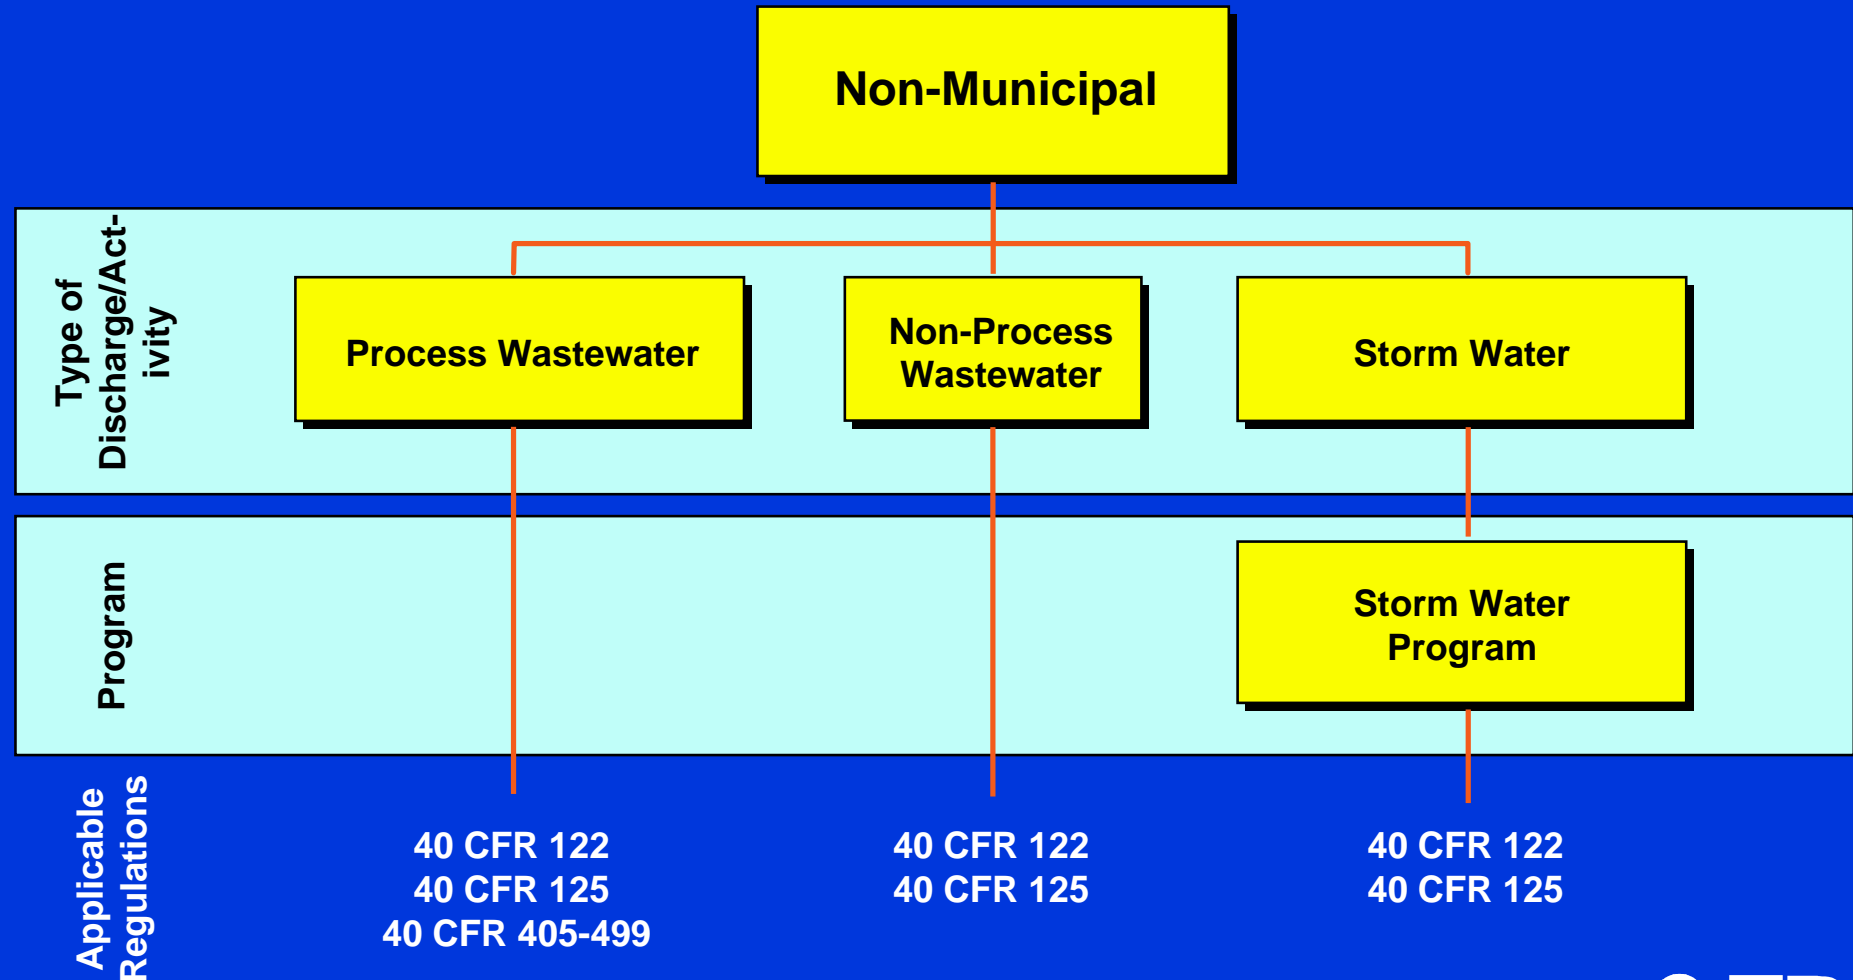 Non-Municipal
Type of
Discharge/Act-
ivity
Process Wastewater
Non-Process
Wastewater
Storm Water
Program
Storm Water
Program
Applicable
Regulations
40 CFR 122
40 CFR 125
40 CFR 405-499
40 CFR 122
40 CFR 125
40 CFR 122
40 CFR 125